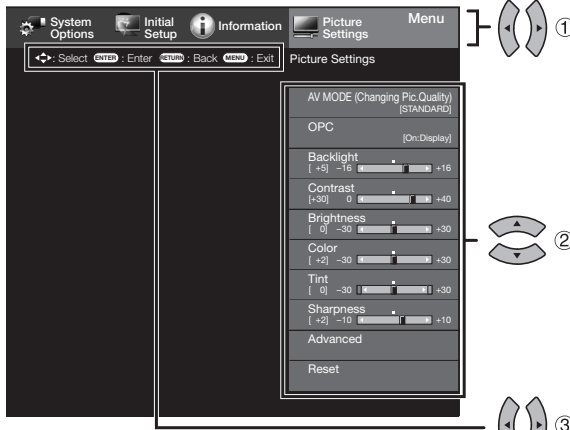 System Options
Initial Setup
Information
Picture Settings
Menu
①
: Select ENTER : Enter RETURN : Back MENU : Exit
Picture Settings
AV MODE (Changing Pic.Quality)
[STANDARD]
OPC
[On:Display]
Backlight
[ +5] −16 +16
Contrast
[+30] 0 +40
Brightness
[ 0] −30 +30
Color
[ +2] −30 +30
Tint
[ 0] −30 +30
Sharpness
[ +2] −10 +10
②
Advanced
Reset
③